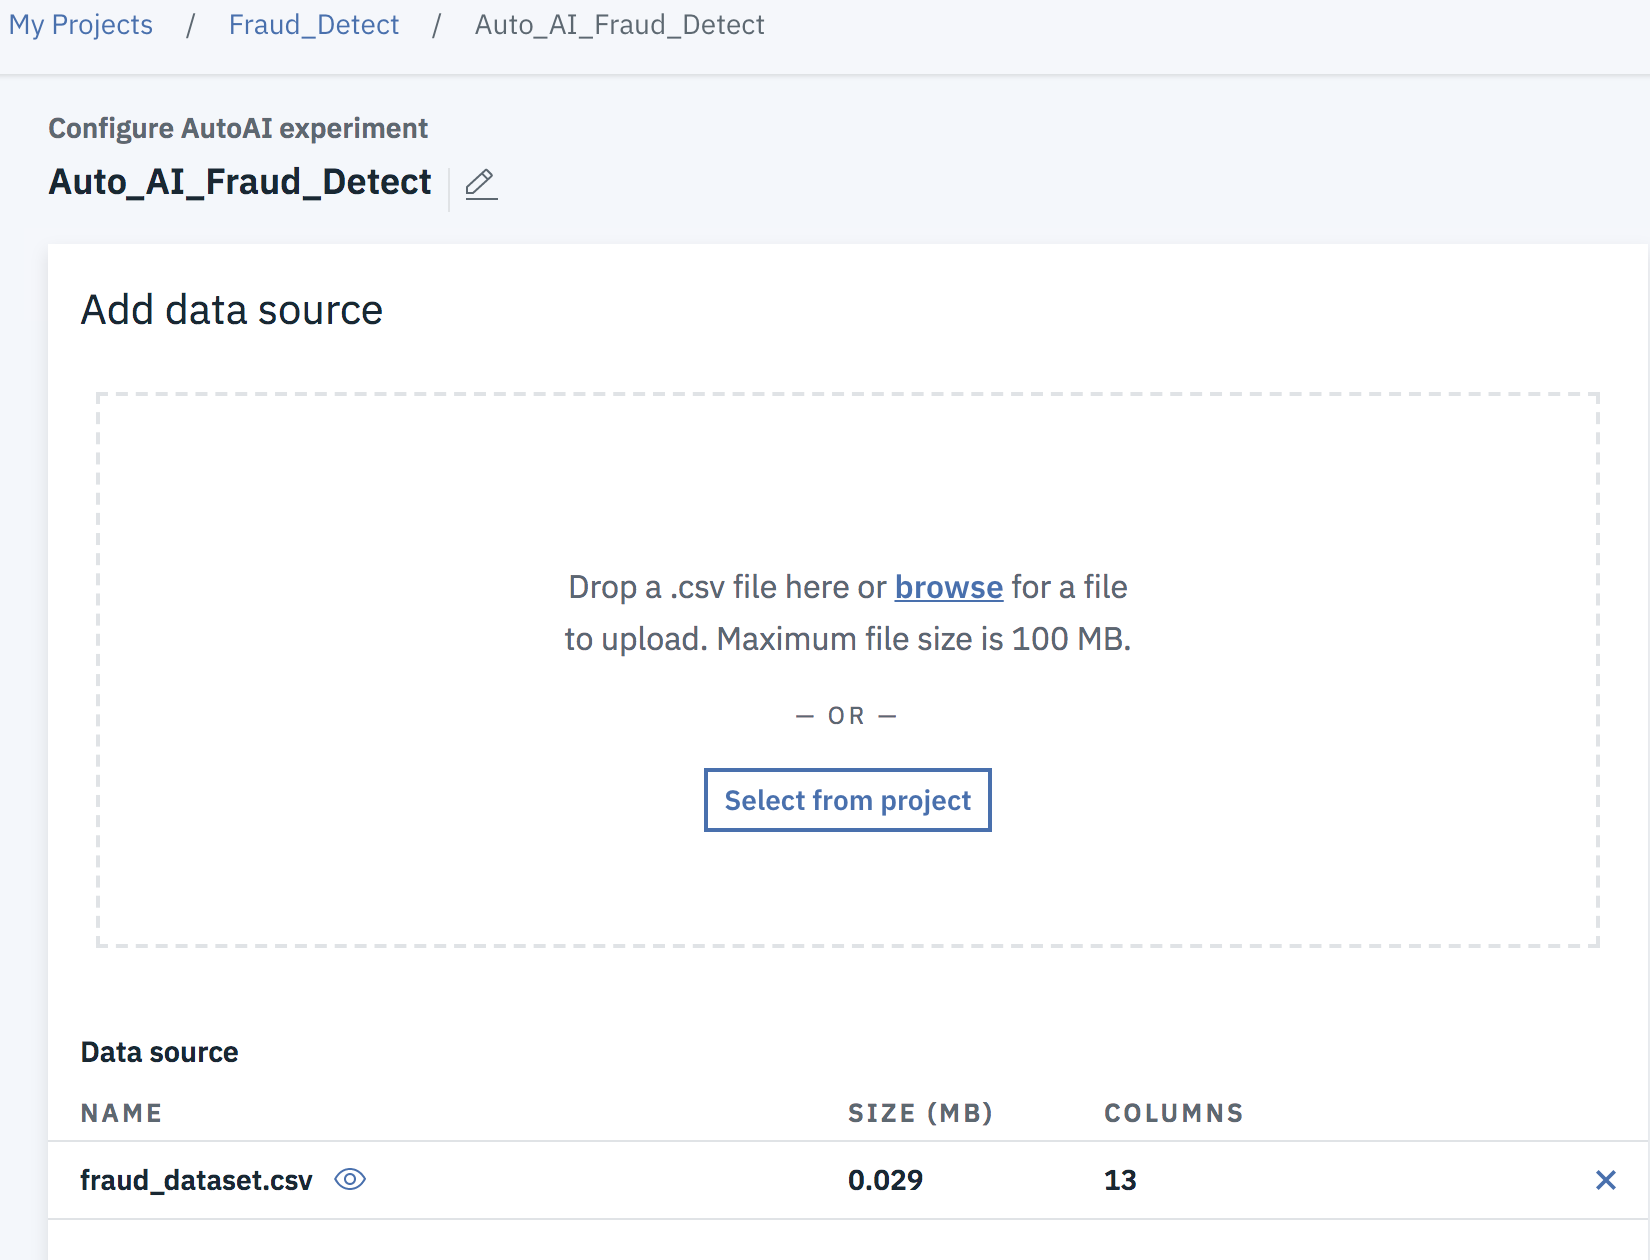 My Projects / Fraud_Detect / Auto_AI_Fraud_Detect
Configure AutoAI experiment
Auto_AI_Fraud_Detect
Add data source
Drop a .csv file here or browse for a file
to upload. Maximum file size is 100 MB.
— OR —
Select from project
Data source
NAME SIZE (MB) COLUMNS
fraud_dataset.csv 0.029 13